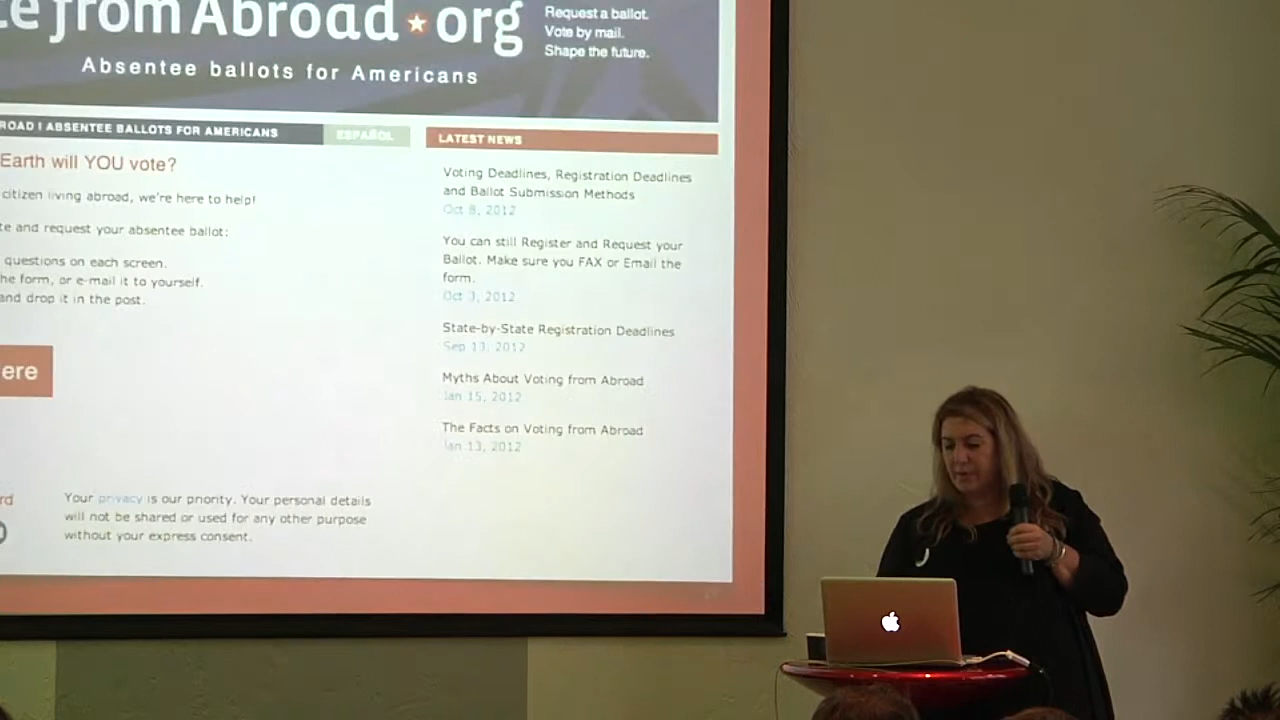 fromAbroad.org
Request a ballot.
Vote by mail.
Shape the future.
Absentee ballots for Americans
ROAD | ABSENTEE BALLOTS FOR AMERICANS
ESPAÑOL
LATEST NEWS
Earth will YOU vote?
citizen living abroad, we're here to help!
and request your absentee ballot:
questions on each screen.
the form, or e-mail it to yourself.
and drop it in the post.
ere
Voting Deadlines, Registration Deadlines
and Ballot Submission Methods
Oct 8, 2012
You can still Register and Request your
Ballot. Make sure you FAX or Email the
form.
Oct 3, 2012
State-by-State Registration Deadlines
Sep 13, 2012
Myths About Voting from Abroad
Jan 15, 2012
The Facts on Voting from Abroad
Jan 13, 2012
rd
Your privacy is our priority. Your personal details
will not be shared or used for any other purpose
without your express consent.